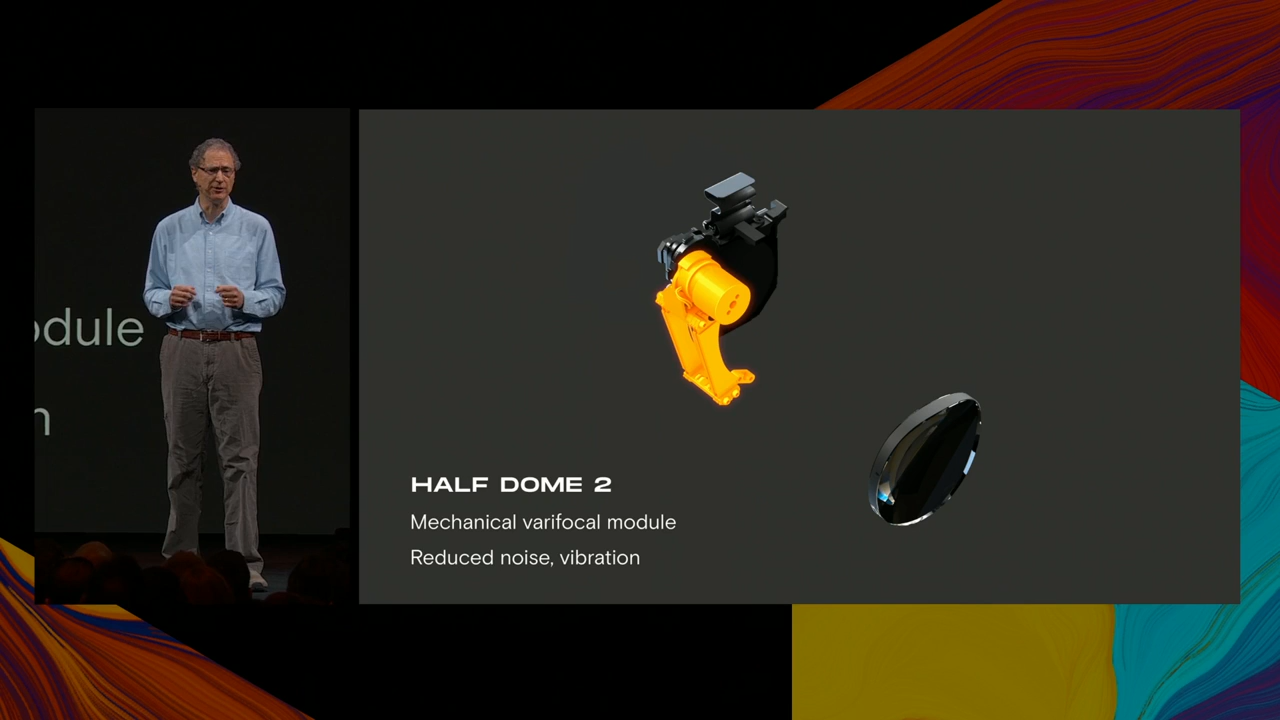 odule
n
HALF DOME 2
Mechanical varifocal module
Reduced noise, vibration